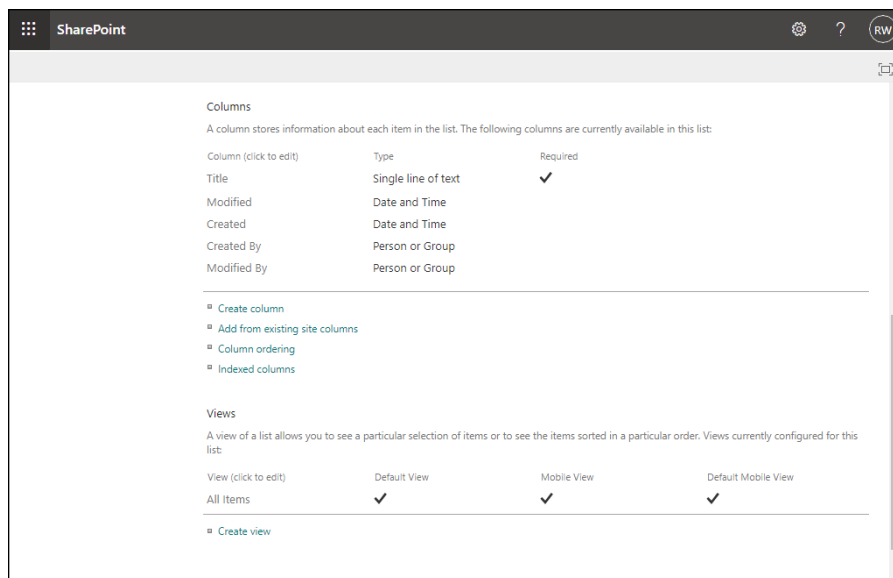 SharePoint
?
RW
Columns
A column stores information about each item in the list. The following columns are currently available in this list:
Column (click to edit) Type Required
Title Single line of text
Modified Date and Time
Created Date and Time
Created By Person or Group
Modified By Person or Group
Create column
Add from existing site columns
Column ordering
Indexed columns
Views
A view of a list allows you to see a particular selection of items or to see the items sorted in a particular order. Views currently configured for this
list:
View (click to edit) Default View Mobile View Default Mobile View
All Items
Create view